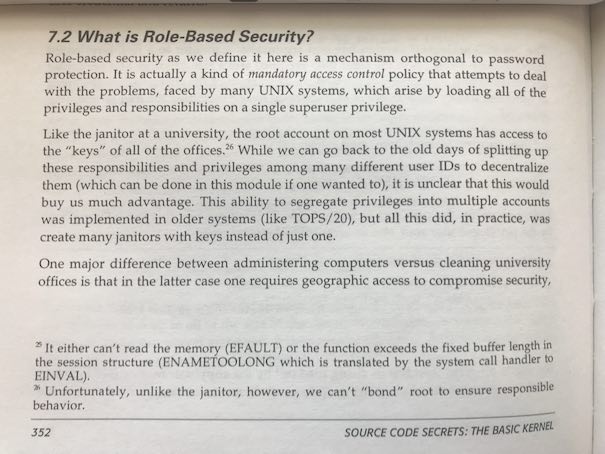 7.2 What is Role-Based Security?
Role-based security as we define it here is a mechanism orthogonal to password
protection. It is actually a kind of mandatory access control policy that attempts to deal
with the problems, faced by many UNIX systems, which arise by loading all of the
privileges and responsibilities on a single superuser privilege.
Like the janitor at a university, the root account on most UNIX systems has access to
the “keys” of all of the offices.26 While we can go back to the old days of splitting up
these responsibilities and privileges among many different user IDs to decentralize
them (which can be done in this module if one wanted to), it is unclear that this would
buy us much advantage. This ability to segregate privileges into multiple accounts
was implemented in older systems (like TOPS/20), but all this did, in practice, was
create many janitors with keys instead of just one.
One major difference between administering computers versus cleaning university
offices is that in the latter case one requires geographic access to compromise security,
25 It either can’t read the memory (EFAULT) or the function exceeds the fixed buffer length in
the session structure (ENAMETOOLONG which is translated by the system call handler to
EINVAL).
26 Unfortunately, unlike the janitor, however, we can’t “bond” root to ensure responsible
behavior.
352 SOURCE CODE SECRETS: THE BASIC KERNEL